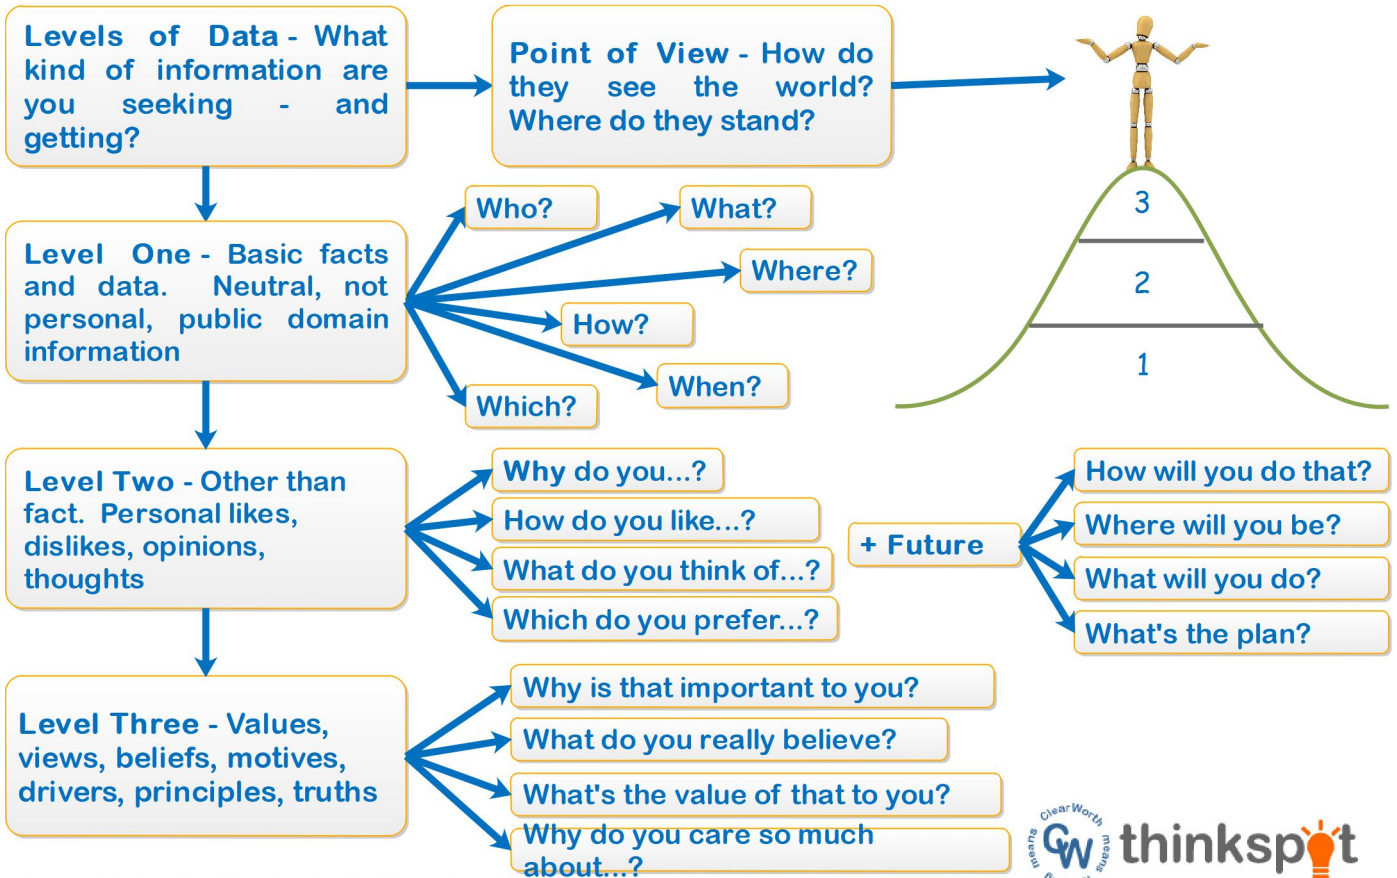 Levels of Data - What
kind of information are
you seeking - and
getting?
Point of View - How do
they see the world?
Where do they stand?
Level One - Basic facts
and data. Neutral, not
personal, public domain
information
Who?
What?
Where?
How?
When?
Which?
3
2
1
Level Two - Other than
fact. Personal likes,
dislikes, opinions,
thoughts
Why do you...?
How do you like...?
What do you think of...?
Which do you prefer...?
+ Future
How will you do that?
Where will you be?
What will you do?
What's the plan?
Level Three - Values,
views, beliefs, motives,
drivers, principles, truths
Why is that important to you?
What do you really believe?
What's the value of that to you?
Why do you care so much
about...?
ClearWorth means
means
CW
thinkspot